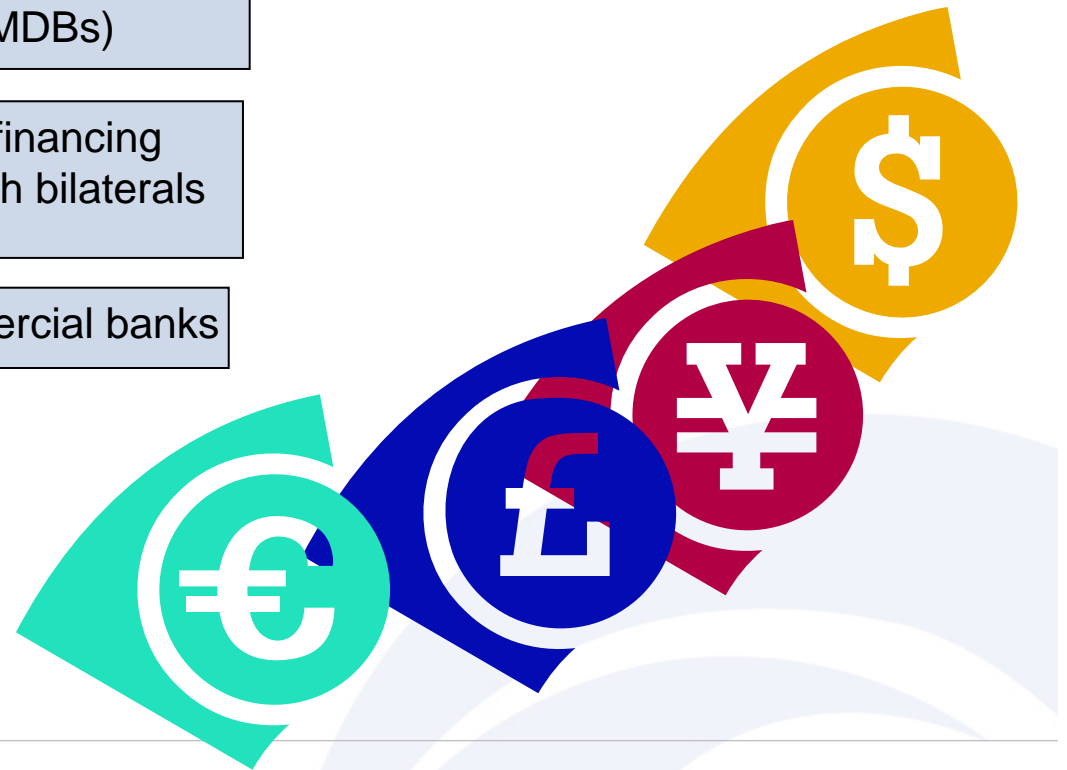 MDBs)
financing
h bilaterals
ercial banks
$
¥
£
€